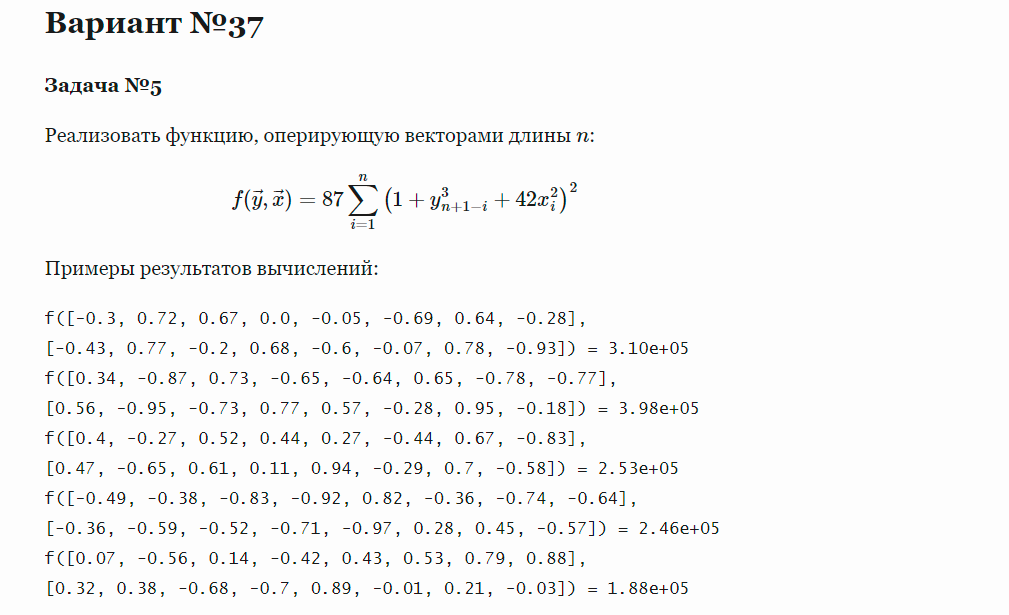 Вариант №37
Задача №5
Реализовать функцию, оперирующую векторами длины n:
f(y⃗, x⃗) = 87 ∑_{i=1}^{n} (1 + y³_{n+1−i} + 42x²_i)²
Примеры результатов вычислений:
f([-0.3, 0.72, 0.67, 0.0, -0.05, -0.69, 0.64, -0.28],
[-0.43, 0.77, -0.2, 0.68, -0.6, -0.07, 0.78, -0.93]) = 3.10e+05
f([0.34, -0.87, 0.73, -0.65, -0.64, 0.65, -0.78, -0.77],
[0.56, -0.95, -0.73, 0.77, 0.57, -0.28, 0.95, -0.18]) = 3.98e+05
f([0.4, -0.27, 0.52, 0.44, 0.27, -0.44, 0.67, -0.83],
[0.47, -0.65, 0.61, 0.11, 0.94, -0.29, 0.7, -0.58]) = 2.53e+05
f([-0.49, -0.38, -0.83, -0.92, 0.82, -0.36, -0.74, -0.64],
[-0.36, -0.59, -0.52, -0.71, -0.97, 0.28, 0.45, -0.57]) = 2.46e+05
f([0.07, -0.56, 0.14, -0.42, 0.43, 0.53, 0.79, 0.88],
[0.32, 0.38, -0.68, -0.7, 0.89, -0.01, 0.21, -0.03]) = 1.88e+05